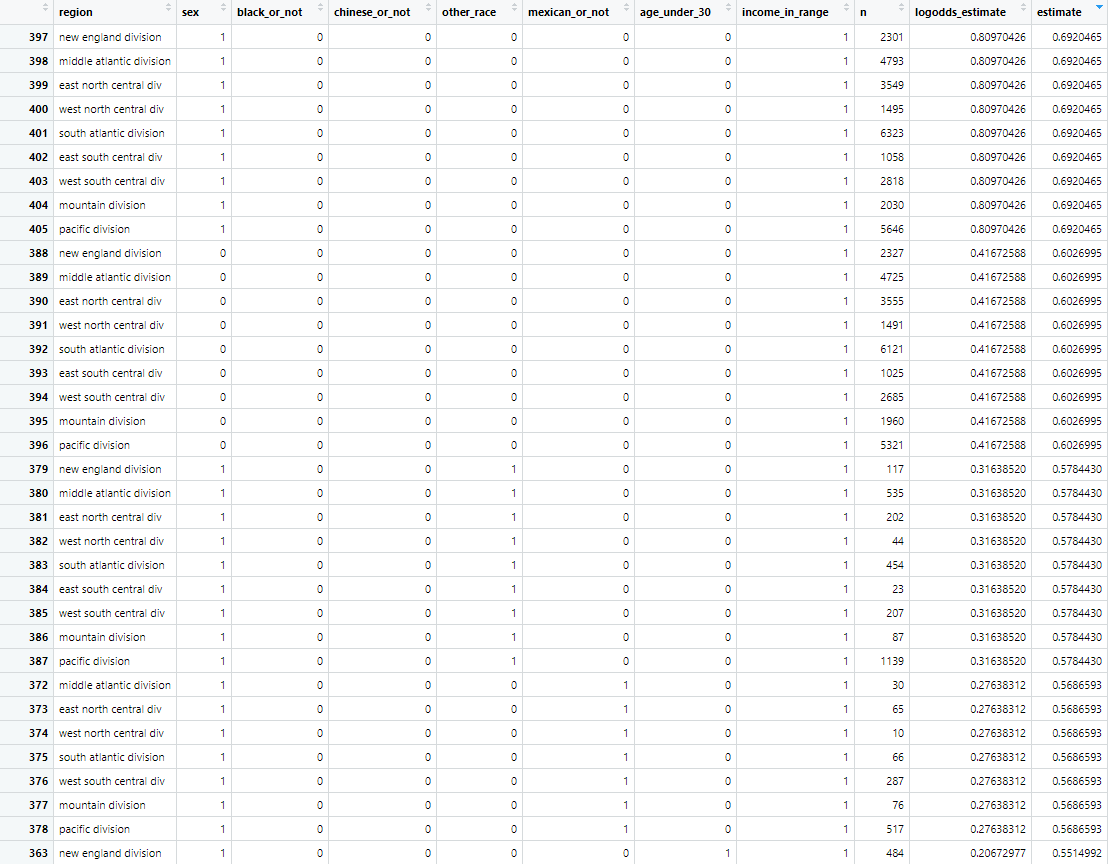 region sex black_or_not chinese_or_not other_race mexican_or_not age_under_30 income_in_range n logodds_estimate estimate
397 new england division 1 0 0 0 0 0 1 2301 0.80970426 0.6920465
398 middle atlantic division 1 0 0 0 0 0 1 4793 0.80970426 0.6920465
399 east north central div 1 0 0 0 0 0 1 3549 0.80970426 0.6920465
400 west north central div 1 0 0 0 0 0 1 1495 0.80970426 0.6920465
401 south atlantic division 1 0 0 0 0 0 1 6323 0.80970426 0.6920465
402 east south central div 1 0 0 0 0 0 1 1058 0.80970426 0.6920465
403 west south central div 1 0 0 0 0 0 1 2818 0.80970426 0.6920465
404 mountain division 1 0 0 0 0 0 1 2030 0.80970426 0.6920465
405 pacific division 1 0 0 0 0 0 1 5646 0.80970426 0.6920465
388 new england division 0 0 0 0 0 0 1 2327 0.41672588 0.6026995
389 middle atlantic division 0 0 0 0 0 0 1 4725 0.41672588 0.6026995
390 east north central div 0 0 0 0 0 0 1 3555 0.41672588 0.6026995
391 west north central div 0 0 0 0 0 0 1 1491 0.41672588 0.6026995
392 south atlantic division 0 0 0 0 0 0 1 6121 0.41672588 0.6026995
393 east south central div 0 0 0 0 0 0 1 1025 0.41672588 0.6026995
394 west south central div 0 0 0 0 0 0 1 2685 0.41672588 0.6026995
395 mountain division 0 0 0 0 0 0 1 1960 0.41672588 0.6026995
396 pacific division 0 0 0 0 0 0 1 5321 0.41672588 0.6026995
379 new england division 1 0 0 1 0 0 1 117 0.31638520 0.5784430
380 middle atlantic division 1 0 0 1 0 0 1 535 0.31638520 0.5784430
381 east north central div 1 0 0 1 0 0 1 202 0.31638520 0.5784430
382 west north central div 1 0 0 1 0 0 1 44 0.31638520 0.5784430
383 south atlantic division 1 0 0 1 0 0 1 454 0.31638520 0.5784430
384 east south central div 1 0 0 1 0 0 1 23 0.31638520 0.5784430
385 west south central div 1 0 0 1 0 0 1 207 0.31638520 0.5784430
386 mountain division 1 0 0 1 0 0 1 87 0.31638520 0.5784430
387 pacific division 1 0 0 1 0 0 1 1139 0.31638520 0.5784430
372 middle atlantic division 1 0 0 0 1 0 1 30 0.27638312 0.5686593
373 east north central div 1 0 0 0 1 0 1 65 0.27638312 0.5686593
374 west north central div 1 0 0 0 1 0 1 10 0.27638312 0.5686593
375 south atlantic division 1 0 0 0 1 0 1 66 0.27638312 0.5686593
376 west south central div 1 0 0 0 1 0 1 287 0.27638312 0.5686593
377 mountain division 1 0 0 0 1 0 1 76 0.27638312 0.5686593
378 pacific division 1 0 0 0 1 0 1 517 0.27638312 0.5686593
363 new england division 1 0 0 0 0 1 1 484 0.20672977 0.5514992